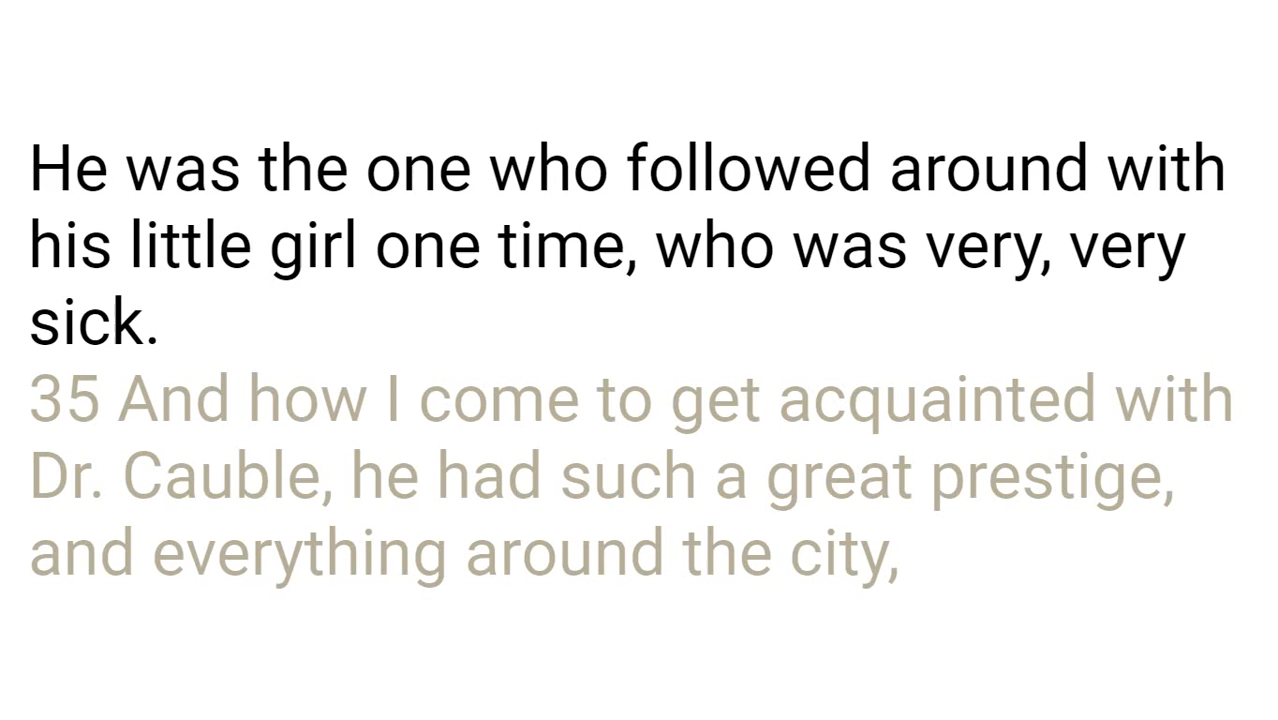 He was the one who followed around with
his little girl one time, who was very, very
sick.
35 And how I come to get acquainted with
Dr. Cauble, he had such a great prestige,
and everything around the city,